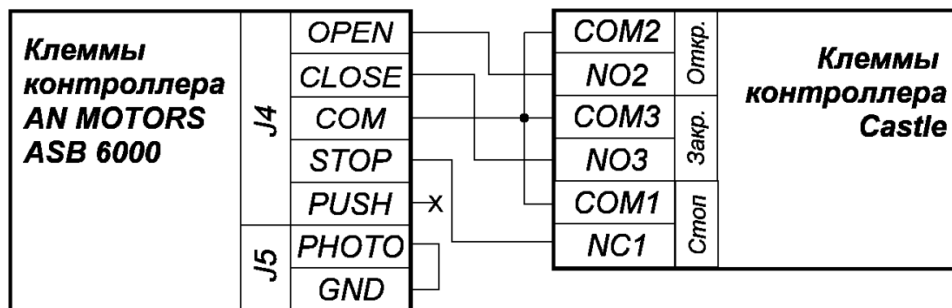 Клеммы
контроллера
AN MOTORS
ASB 6000
J4
OPEN
CLOSE
COM
STOP
PUSH
X
J5
PHOTO
GND
COM2
NO2
Откр.
COM3
NO3
Закр.
COM1
NC1
Стоп
Клеммы
контроллера
Castle